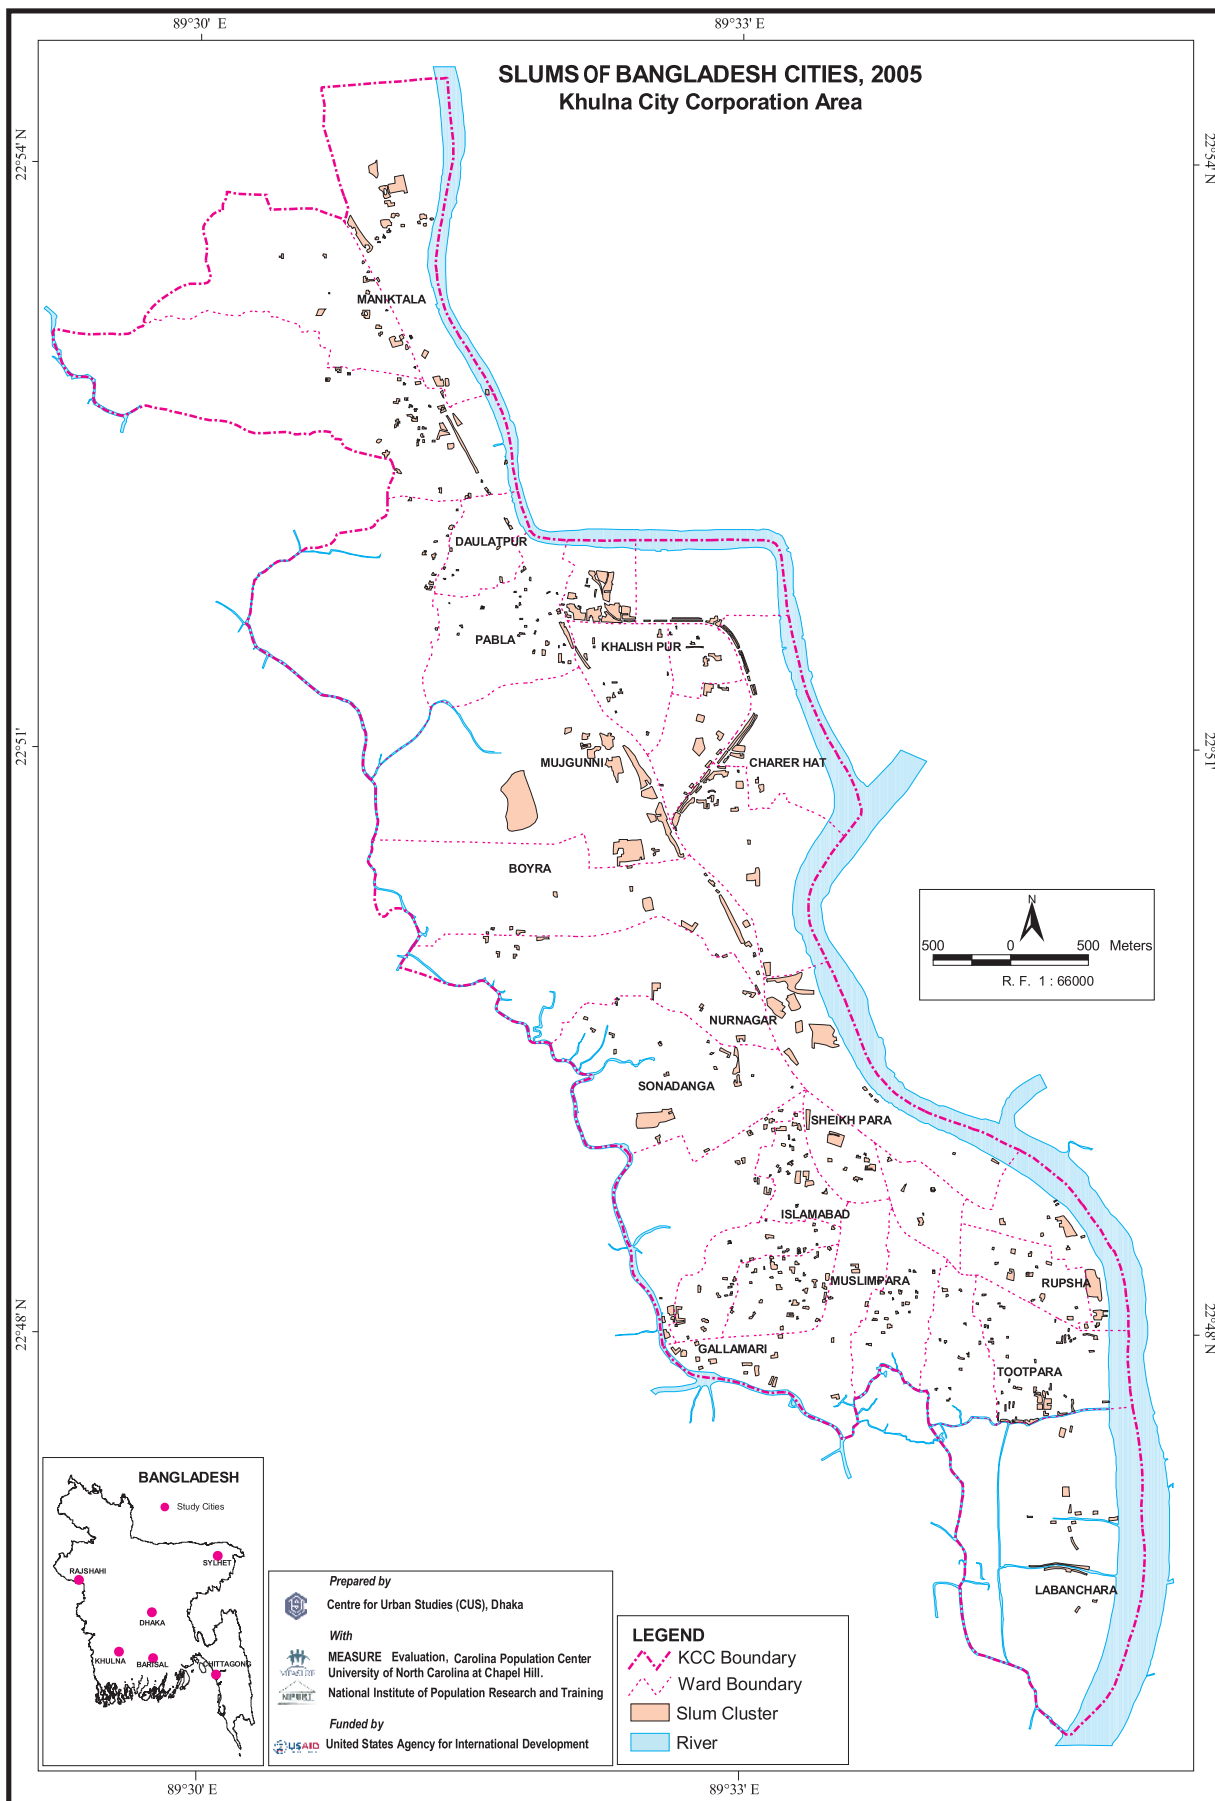 89°30' E
89°33' E
SLUMS OF BANGLADESH CITIES, 2005
Khulna City Corporation Area
22°54' N
22°54' N
MANIKTALA
DAULATPUR
PABLA
KHALISH PUR
22°51'
22°51'
MUJGUNNI
CHARER HAT
BOYRA
N
500 0 500 Meters
R. F. 1 : 66000
NURNAGAR
SONADANGA
SHEIKH PARA
ISLAMABAD
MUSLIMPARA
RUPSHA
22°48' N
22°48' N
GALLAMARI
TOOTPARA
LABANCHARA
BANGLADESH
Study Cities
SYLHET
RAJSHAHI
DHAKA
KHULNA
BARISAL
CHITTAGONG
Prepared by
Centre for Urban Studies (CUS), Dhaka
With
MEASURE Evaluation, Carolina Population Center
University of North Carolina at Chapel Hill.
MEASURE
NIPORT
National Institute of Population Research and Training
Funded by
USAID
United States Agency for International Development
LEGEND
KCC Boundary
Ward Boundary
Slum Cluster
River
89°30' E
89°33' E